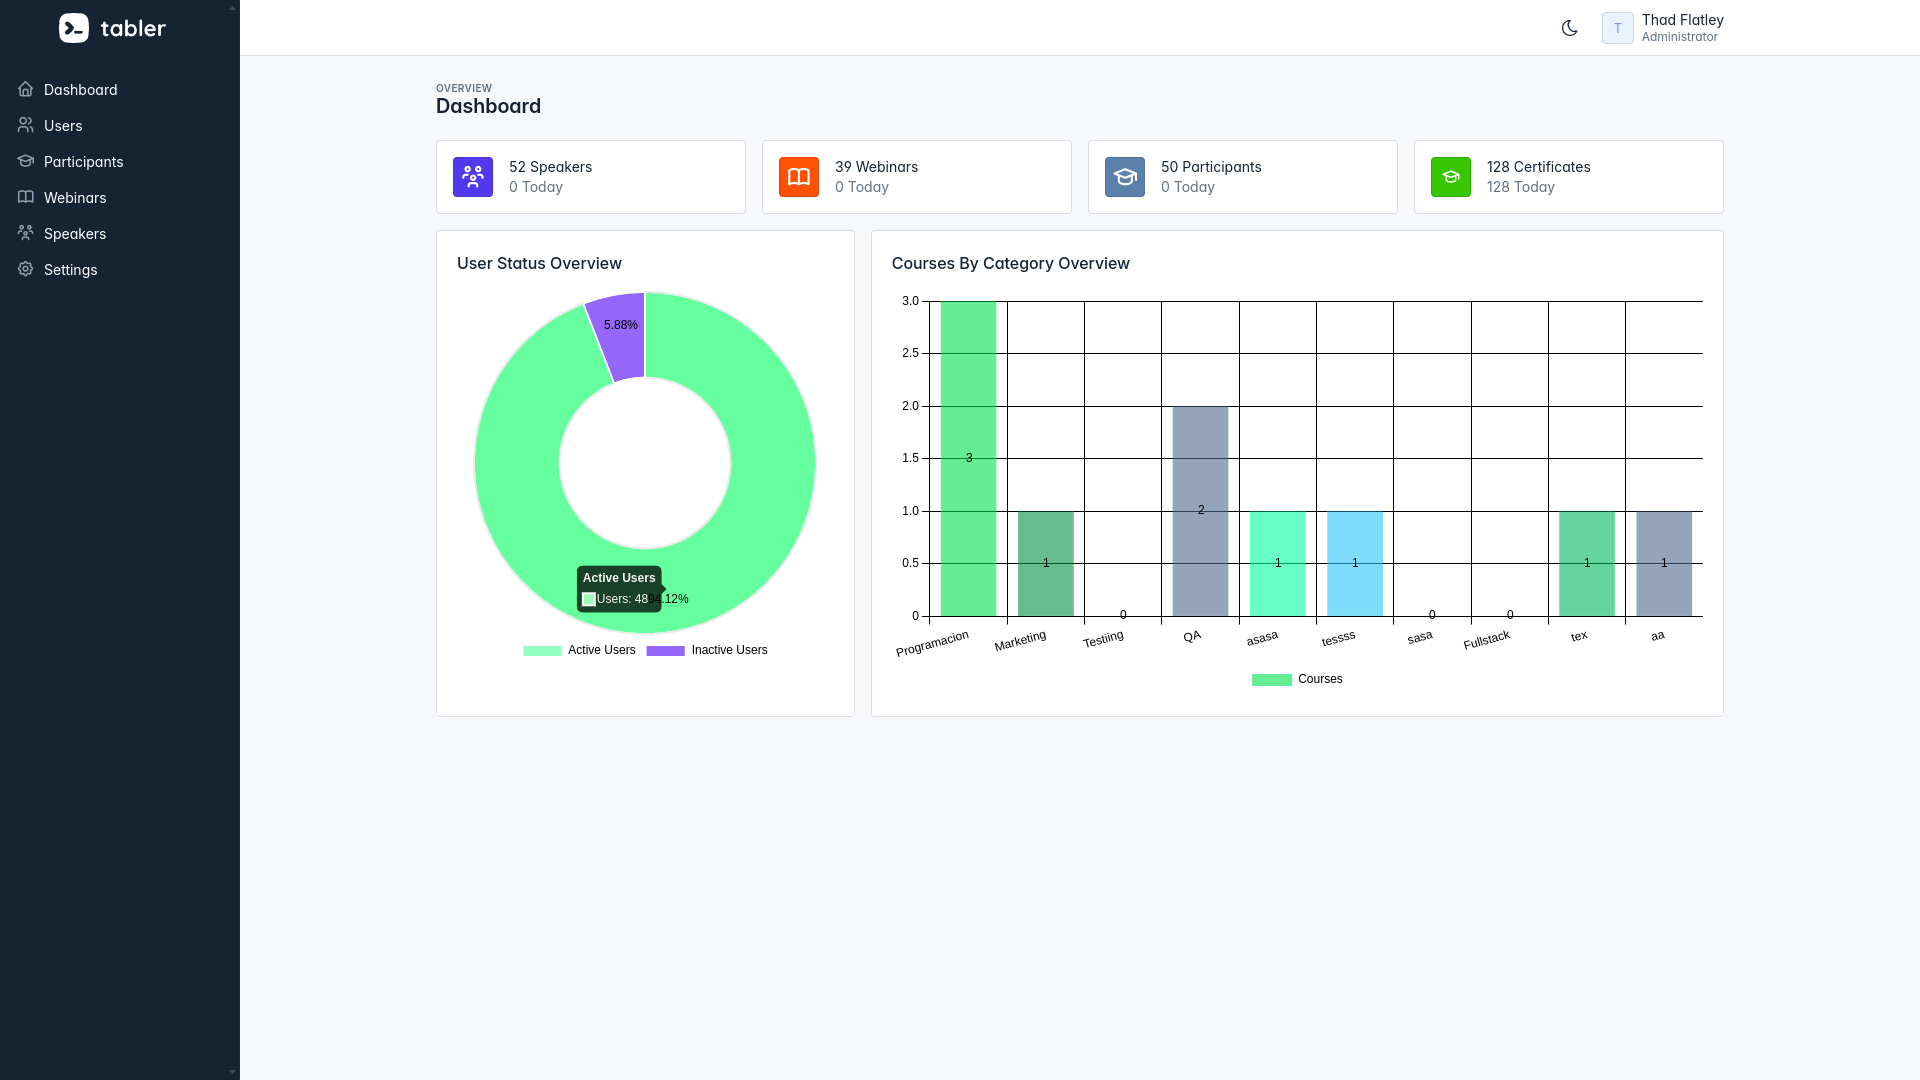 tabler
Dashboard
Users
Participants
Webinars
Speakers
Settings
T
Thad Flatley
Administrator
OVERVIEW
Dashboard
52 Speakers
0 Today
39 Webinars
0 Today
50 Participants
0 Today
128 Certificates
128 Today
User Status Overview
5.88%
Active Users
Users: 48
94.12%
Active Users
Inactive Users
Courses By Category Overview
3.0
2.5
2.0
1.5
1.0
0.5
0
3
1
0
2
1
1
0
0
1
1
Programacion
Marketing
Testiing
QA
asasa
tessss
sasa
Fullstack
tex
aa
Courses